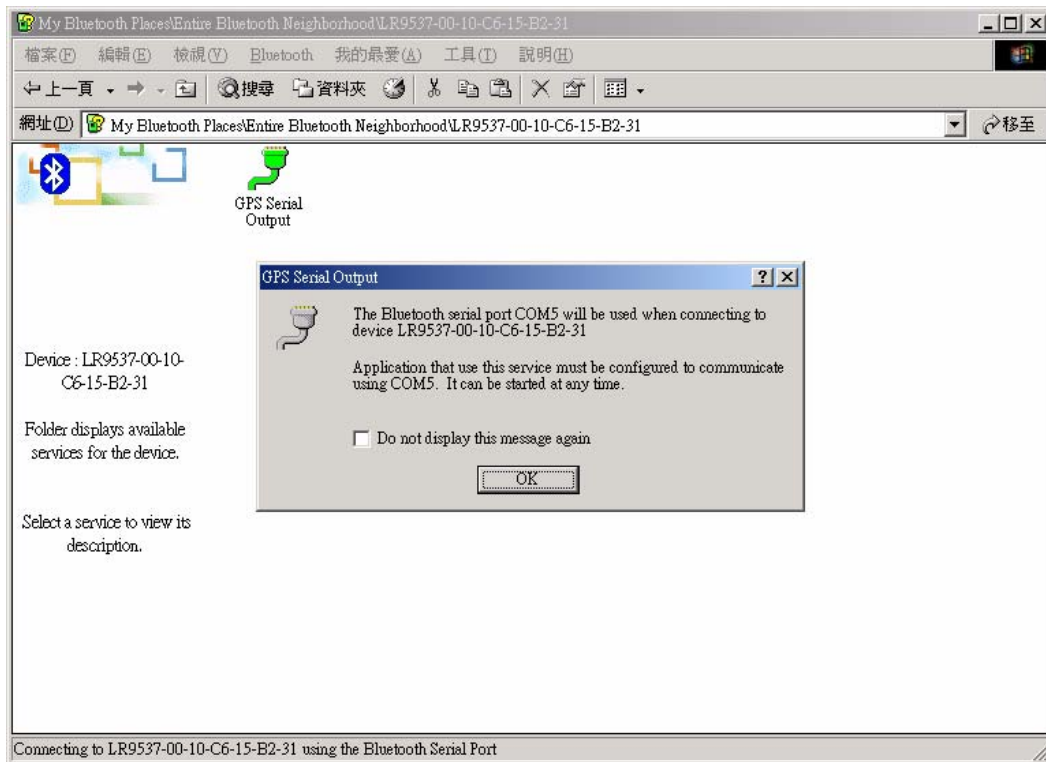 My Bluetooth Places\Entire Bluetooth Neighborhood\LR9537-00-10-C6-15-B2-31
檔案(F) 編輯(E) 檢視(V) Bluetooth 我的最愛(A) 工具(T) 說明(H)
上一頁 搜尋 資料夾
網址(D) My Bluetooth Places\Entire Bluetooth Neighborhood\LR9537-00-10-C6-15-B2-31 移至
GPS Serial
Output
GPS Serial Output
The Bluetooth serial port COM5 will be used when connecting to
device LR9537-00-10-C6-15-B2-31
Application that use this service must be configured to communicate
using COM5. It can be started at any time.
Do not display this message again
OK
Device : LR9537-00-10-
C6-15-B2-31
Folder displays available
services for the device.
Select a service to view its
description.
Connecting to LR9537-00-10-C6-15-B2-31 using the Bluetooth Serial Port